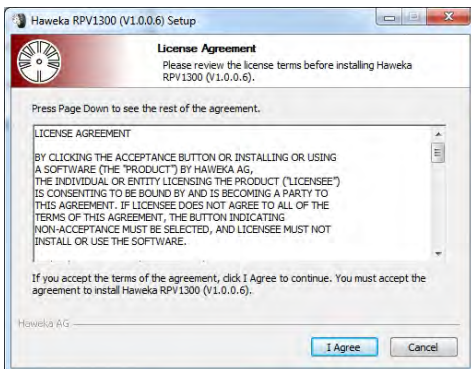 Haweka RPV1300 (V1.0.0.6) Setup
License Agreement
Please review the license terms before installing Haweka
RPV1300 (V1.0.0.6).
Press Page Down to see the rest of the agreement.
LICENSE AGREEMENT
BY CLICKING THE ACCEPTANCE BUTTON OR INSTALLING OR USING
A SOFTWARE (THE "PRODUCT") BY HAWEKA AG,
THE INDIVIDUAL OR ENTITY LICENSING THE PRODUCT ("LICENSEE")
IS CONSENTING TO BE BOUND BY AND IS BECOMING A PARTY TO
THIS AGREEMENT. IF LICENSEE DOES NOT AGREE TO ALL OF THE
TERMS OF THIS AGREEMENT, THE BUTTON INDICATING
NON-ACCEPTANCE MUST BE SELECTED, AND LICENSEE MUST NOT
INSTALL OR USE THE SOFTWARE.
If you accept the terms of the agreement, click I Agree to continue. You must accept the
agreement to install Haweka RPV1300 (V1.0.0.6).
Haweka AG
I Agree
Cancel